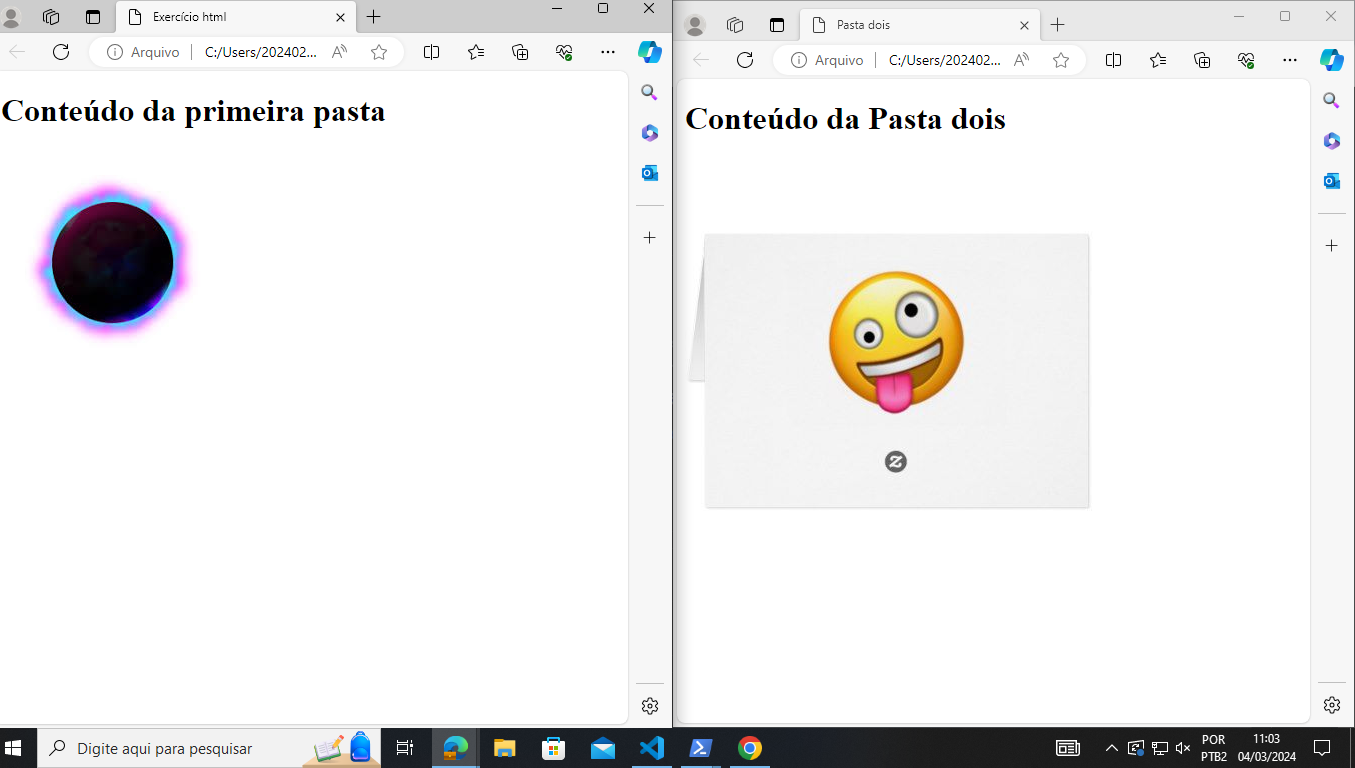 Exercício html
Arquivo
C:/Users/202402...
Conteúdo da primeira pasta
Pasta dois
Arquivo
C:/Users/202402...
Conteúdo da Pasta dois
Digite aqui para pesquisar
POR
PTB2
11:03
04/03/2024